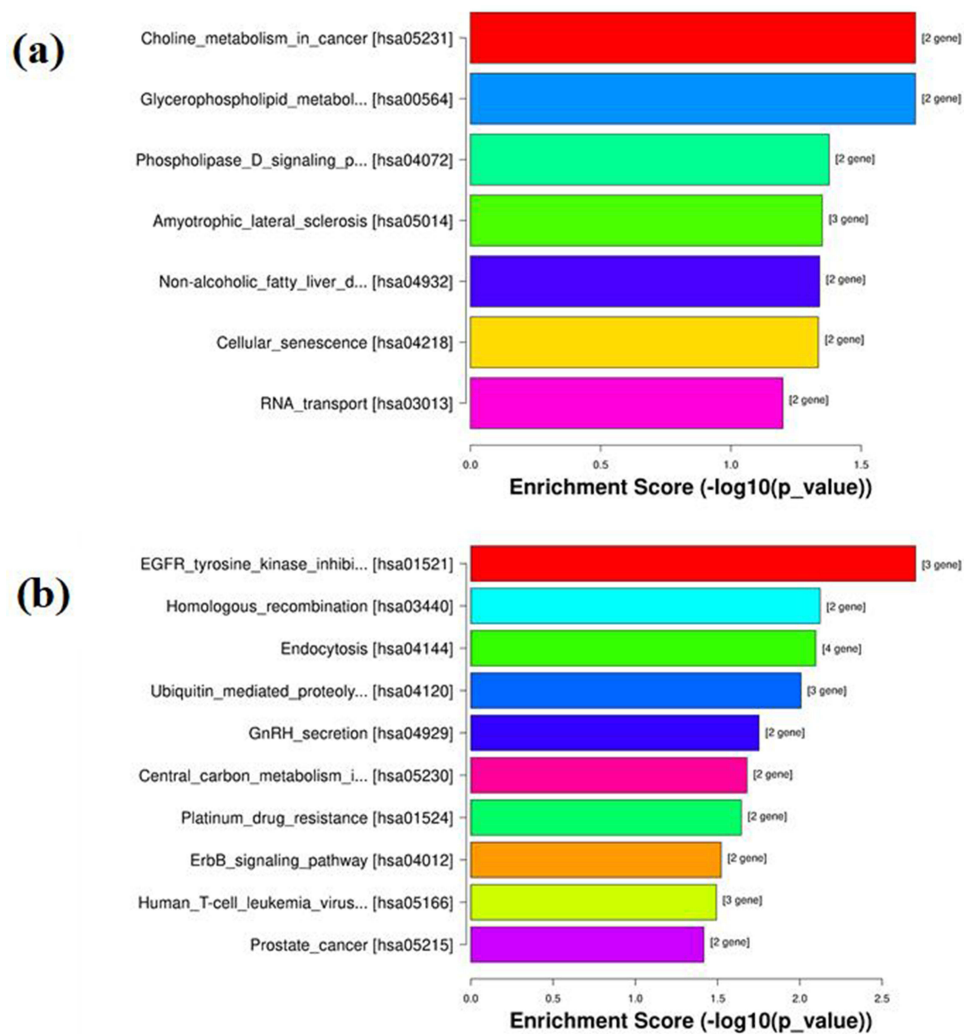 (a)
Choline_metabolism_in_cancer [hsa05231] [2 gene]
Glycerophospholipid_metabol... [hsa00564] [2 gene]
Phospholipase_D_signaling_p... [hsa04072] [2 gene]
Amyotrophic_lateral_sclerosis [hsa05014] [3 gene]
Non-alcoholic_fatty_liver_d... [hsa04932] [2 gene]
Cellular_senescence [hsa04218] [2 gene]
RNA_transport [hsa03013] [2 gene]
0.0 0.5 1.0 1.5
Enrichment Score (-log10(p_value))
(b)
EGFR_tyrosine_kinase_inhibi... [hsa01521] [3 gene]
Homologous_recombination [hsa03440] [2 gene]
Endocytosis [hsa04144] [4 gene]
Ubiquitin_mediated_proteoly... [hsa04120] [3 gene]
GnRH_secretion [hsa04929] [2 gene]
Central_carbon_metabolism_i... [hsa05230] [2 gene]
Platinum_drug_resistance [hsa01524] [2 gene]
ErbB_signaling_pathway [hsa04012] [2 gene]
Human_T-cell_leukemia_virus... [hsa05166] [3 gene]
Prostate_cancer [hsa05215] [2 gene]
0.0 0.5 1.0 1.5 2.0 2.5
Enrichment Score (-log10(p_value))